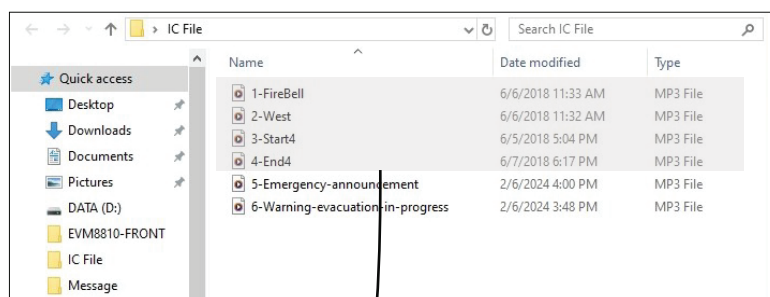 IC File
Search IC File
Name Date modified Type
Quick access
Desktop
Downloads
Documents
Pictures
DATA (D:)
EVM8810-FRONT
IC File
Message
1-FireBell 6/6/2018 11:33 AM MP3 File
2-West 6/6/2018 11:32 AM MP3 File
3-Start4 6/5/2018 5:04 PM MP3 File
4-End4 6/7/2018 6:17 PM MP3 File
5-Emergency-announcement 2/6/2024 4:00 PM MP3 File
6-Warning-evacuation-in-progress 2/6/2024 3:48 PM MP3 File